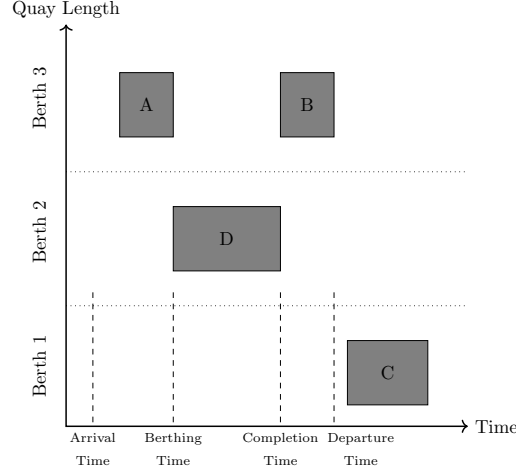 Quay Length
Berth 3
A
B
Berth 2
D
Berth 1
C
Time
Arrival Time
Berthing Time
Completion Time
Departure Time